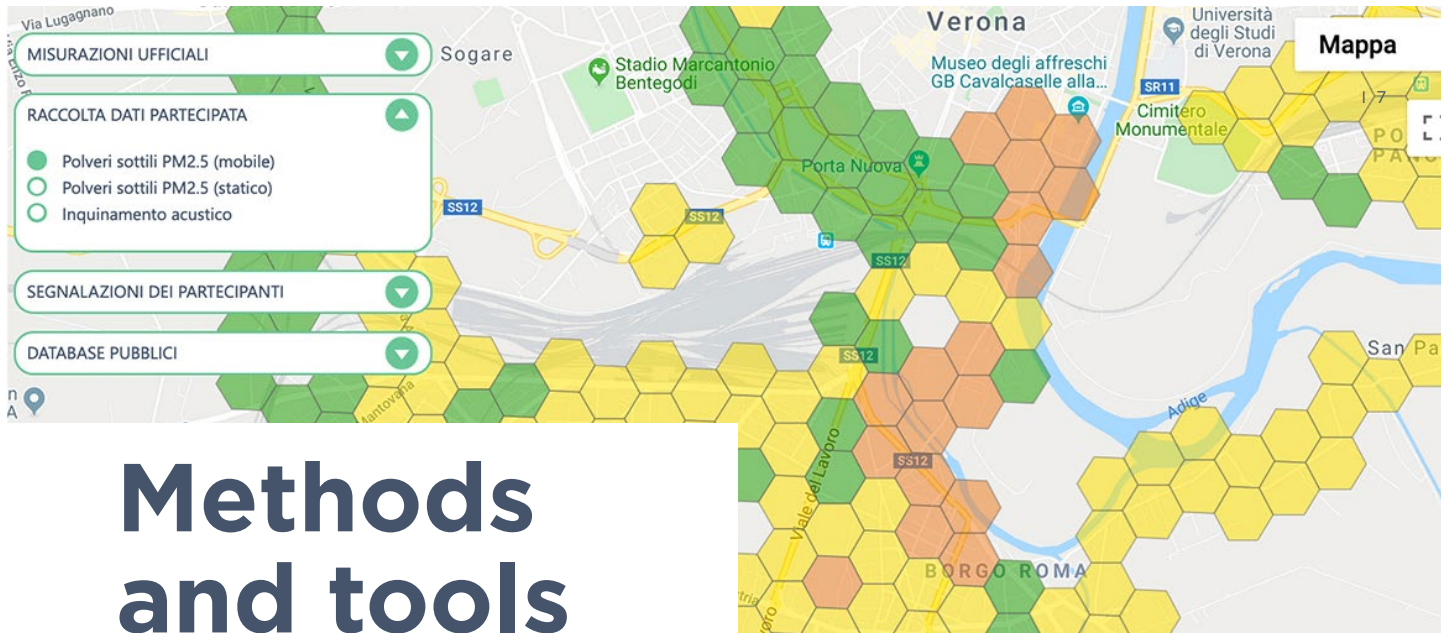 Via Lugagnano
MISURAZIONI UFFICIALI
RACCOLTA DATI PARTECIPATA
Polveri sottili PM2.5 (mobile)
Polveri sottili PM2.5 (statico)
Inquinamento acustico
SEGNALAZIONI DEI PARTECIPANTI
DATABASE PUBBLICI
Sogare
Stadio Marcantonio
Bentegodi
Verona
Museo degli affreschi
GB Cavalcaselle alla...
Università
degli Studi
di Verona
Mappa
SR11
17
Cimitero
Monumentale
Porta Nuova
SS12
SS12
SS12
SS12
SS12
San Pa
Adige
Mantovana
Viale del Lavoro
BORGO ROMA
Methods
and tools